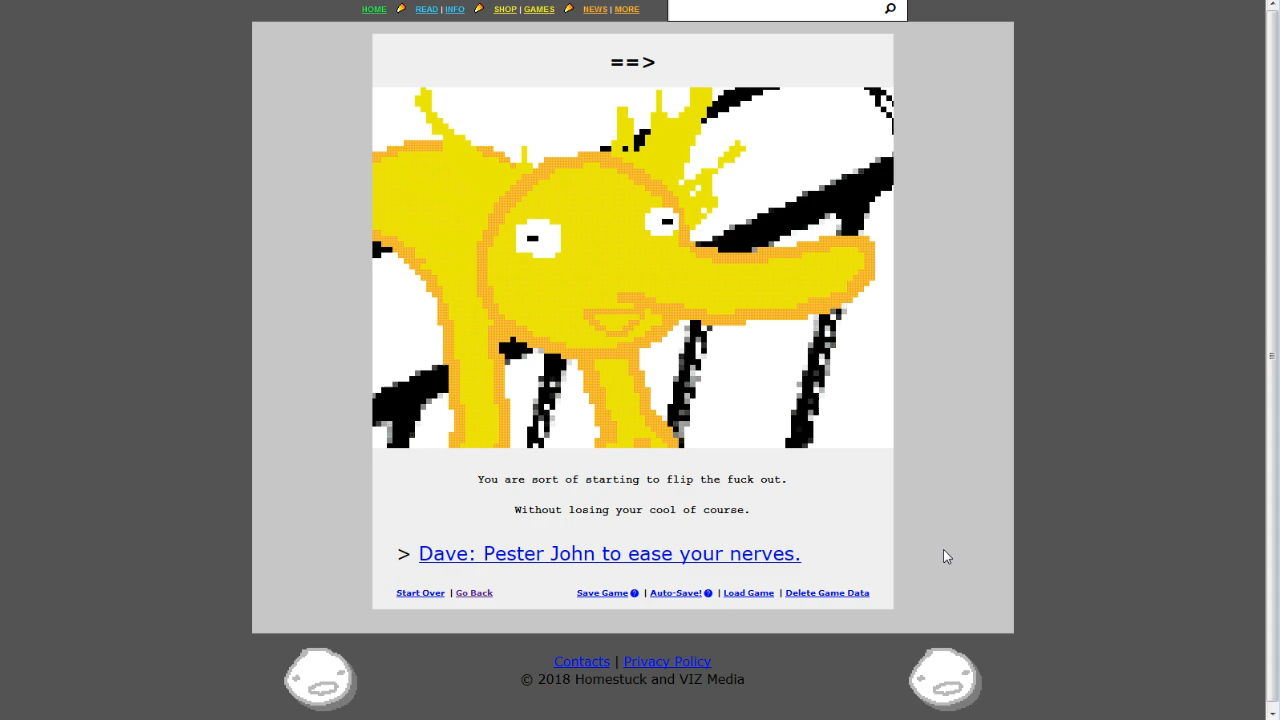 HOME READ | INFO SHOP | GAMES NEWS | MORE
==>
You are sort of starting to flip the fuck out.
Without losing your cool of course.
> Dave: Pester John to ease your nerves.
Start Over | Go Back Save Game ? | Auto-Save! ? | Load Game | Delete Game Data
Contacts | Privacy Policy
© 2018 Homestuck and VIZ Media